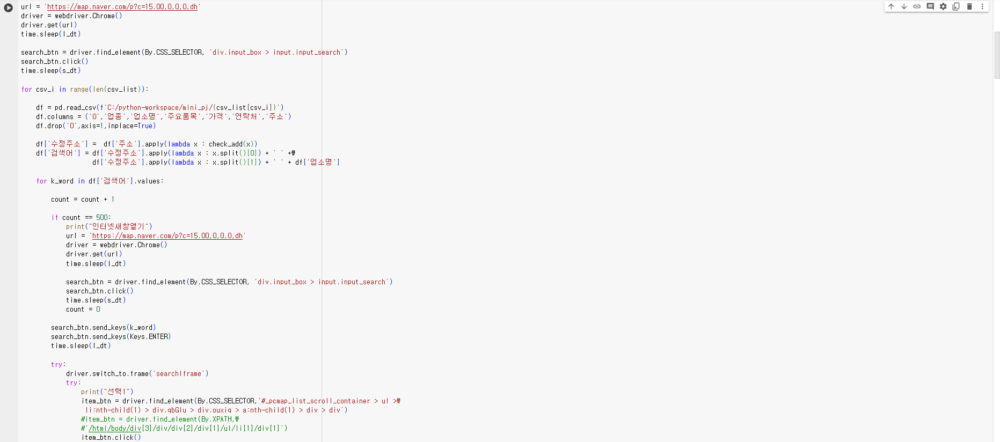 url = 'https://map.naver.com/p?c=15.00,0,0,0,dh'
driver = webdriver.Chrome()
driver.get(url)
time.sleep(l_dt)
search_btn = driver.find_element(By.CSS_SELECTOR, 'div.input_box > input.input_search')
search_btn.click()
time.sleep(s_dt)
for csv_i in range(len(csv_list)):
    df = pd.read_csv(f'C:/python-workspace/mini_pj/{csv_list[csv_i]}')
    df.columns = ('0','업종','업소명','주요품목','가격','연락처','주소')
    df.drop('0',axis=1,inplace=True)
    df['수정주소'] =  df['주소'].apply(lambda x : check_add(x))
    df['검색어'] = df['수정주소'].apply(lambda x : x.split()[0]) + ' ' +₩
                   df['수정주소'].apply(lambda x : x.split()[1]) + ' ' + df['업소명']
    for k_word in df['검색어'].values:
        count = count + 1
        if count == 500:
            print("인터넷새창열기")
            url = 'https://map.naver.com/p?c=15.00,0,0,0,dh'
            driver = webdriver.Chrome()
            driver.get(url)
            time.sleep(l_dt)
            search_btn = driver.find_element(By.CSS_SELECTOR, 'div.input_box > input.input_search')
            search_btn.click()
            time.sleep(s_dt)
            count = 0
        search_btn.send_keys(k_word)
        search_btn.send_keys(Keys.ENTER)
        time.sleep(l_dt)
        try:
            driver.switch_to.frame('searchIframe')
            try:
                print("선택1")
                item_btn = driver.find_element(By.CSS_SELECTOR,'#_pcmap_list_scroll_container > ul >₩
                 li:nth-child(1) > div.qbGlu > div.ouxiq > a:nth-child(1) > div > div')
                #item_btn = driver.find_element(By.XPATH,₩
                #'/html/body/div[3]/div/div[2]/div[1]/ul/li[1]/div[1]')
                item_btn.click()